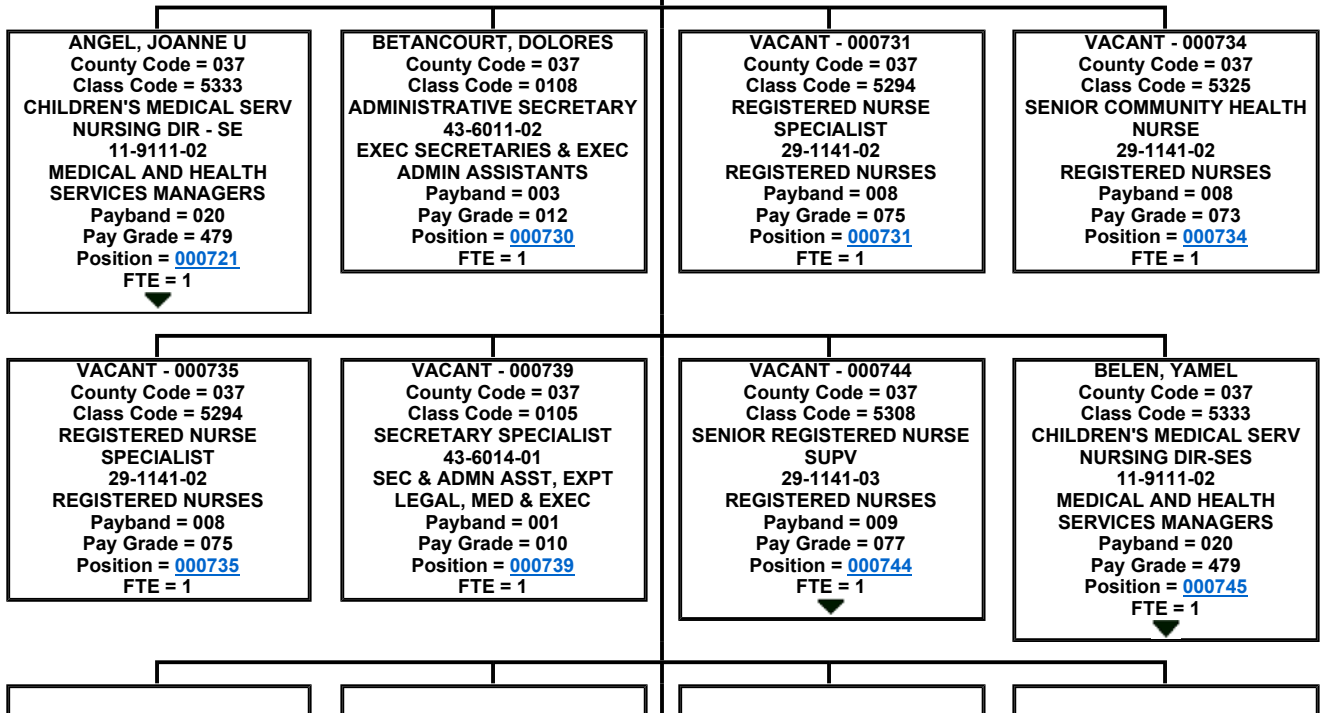 ANGEL, JOANNE U
County Code = 037
Class Code = 5333
CHILDREN'S MEDICAL SERV
NURSING DIR - SE
11-9111-02
MEDICAL AND HEALTH
SERVICES MANAGERS
Payband = 020
Pay Grade = 479
Position = 000721
FTE = 1
BETANCOURT, DOLORES
County Code = 037
Class Code = 0108
ADMINISTRATIVE SECRETARY
43-6011-02
EXEC SECRETARIES & EXEC
ADMIN ASSISTANTS
Payband = 003
Pay Grade = 012
Position = 000730
FTE = 1
VACANT - 000731
County Code = 037
Class Code = 5294
REGISTERED NURSE
SPECIALIST
29-1141-02
REGISTERED NURSES
Payband = 008
Pay Grade = 075
Position = 000731
FTE = 1
VACANT - 000734
County Code = 037
Class Code = 5325
SENIOR COMMUNITY HEALTH
NURSE
29-1141-02
REGISTERED NURSES
Payband = 008
Pay Grade = 073
Position = 000734
FTE = 1
VACANT - 000735
County Code = 037
Class Code = 5294
REGISTERED NURSE
SPECIALIST
29-1141-02
REGISTERED NURSES
Payband = 008
Pay Grade = 075
Position = 000735
FTE = 1
VACANT - 000739
County Code = 037
Class Code = 0105
SECRETARY SPECIALIST
43-6014-01
SEC & ADMN ASST, EXPT
LEGAL, MED & EXEC
Payband = 001
Pay Grade = 010
Position = 000739
FTE = 1
VACANT - 000744
County Code = 037
Class Code = 5308
SENIOR REGISTERED NURSE
SUPV
29-1141-03
REGISTERED NURSES
Payband = 009
Pay Grade = 077
Position = 000744
FTE = 1
BELEN, YAMEL
County Code = 037
Class Code = 5333
CHILDREN'S MEDICAL SERV
NURSING DIR-SES
11-9111-02
MEDICAL AND HEALTH
SERVICES MANAGERS
Payband = 020
Pay Grade = 479
Position = 000745
FTE = 1